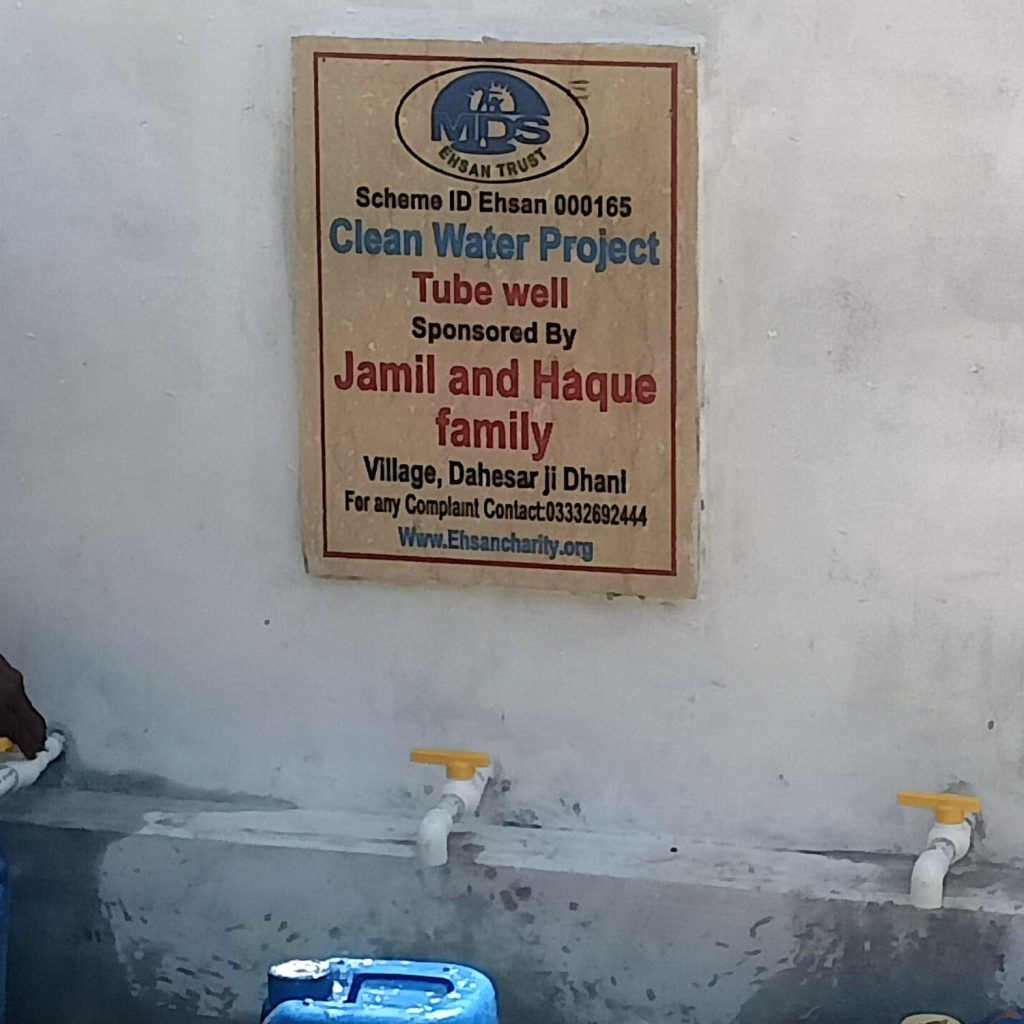 MDS
EHSAN TRUST
Scheme ID Ehsan 000165
Clean Water Project
Tube well
Sponsored By
Jamil and Haque
family
Village, Dahesar ji Dhani
For any Complaint Contact:03332692444
Www.Ehsancharity.org